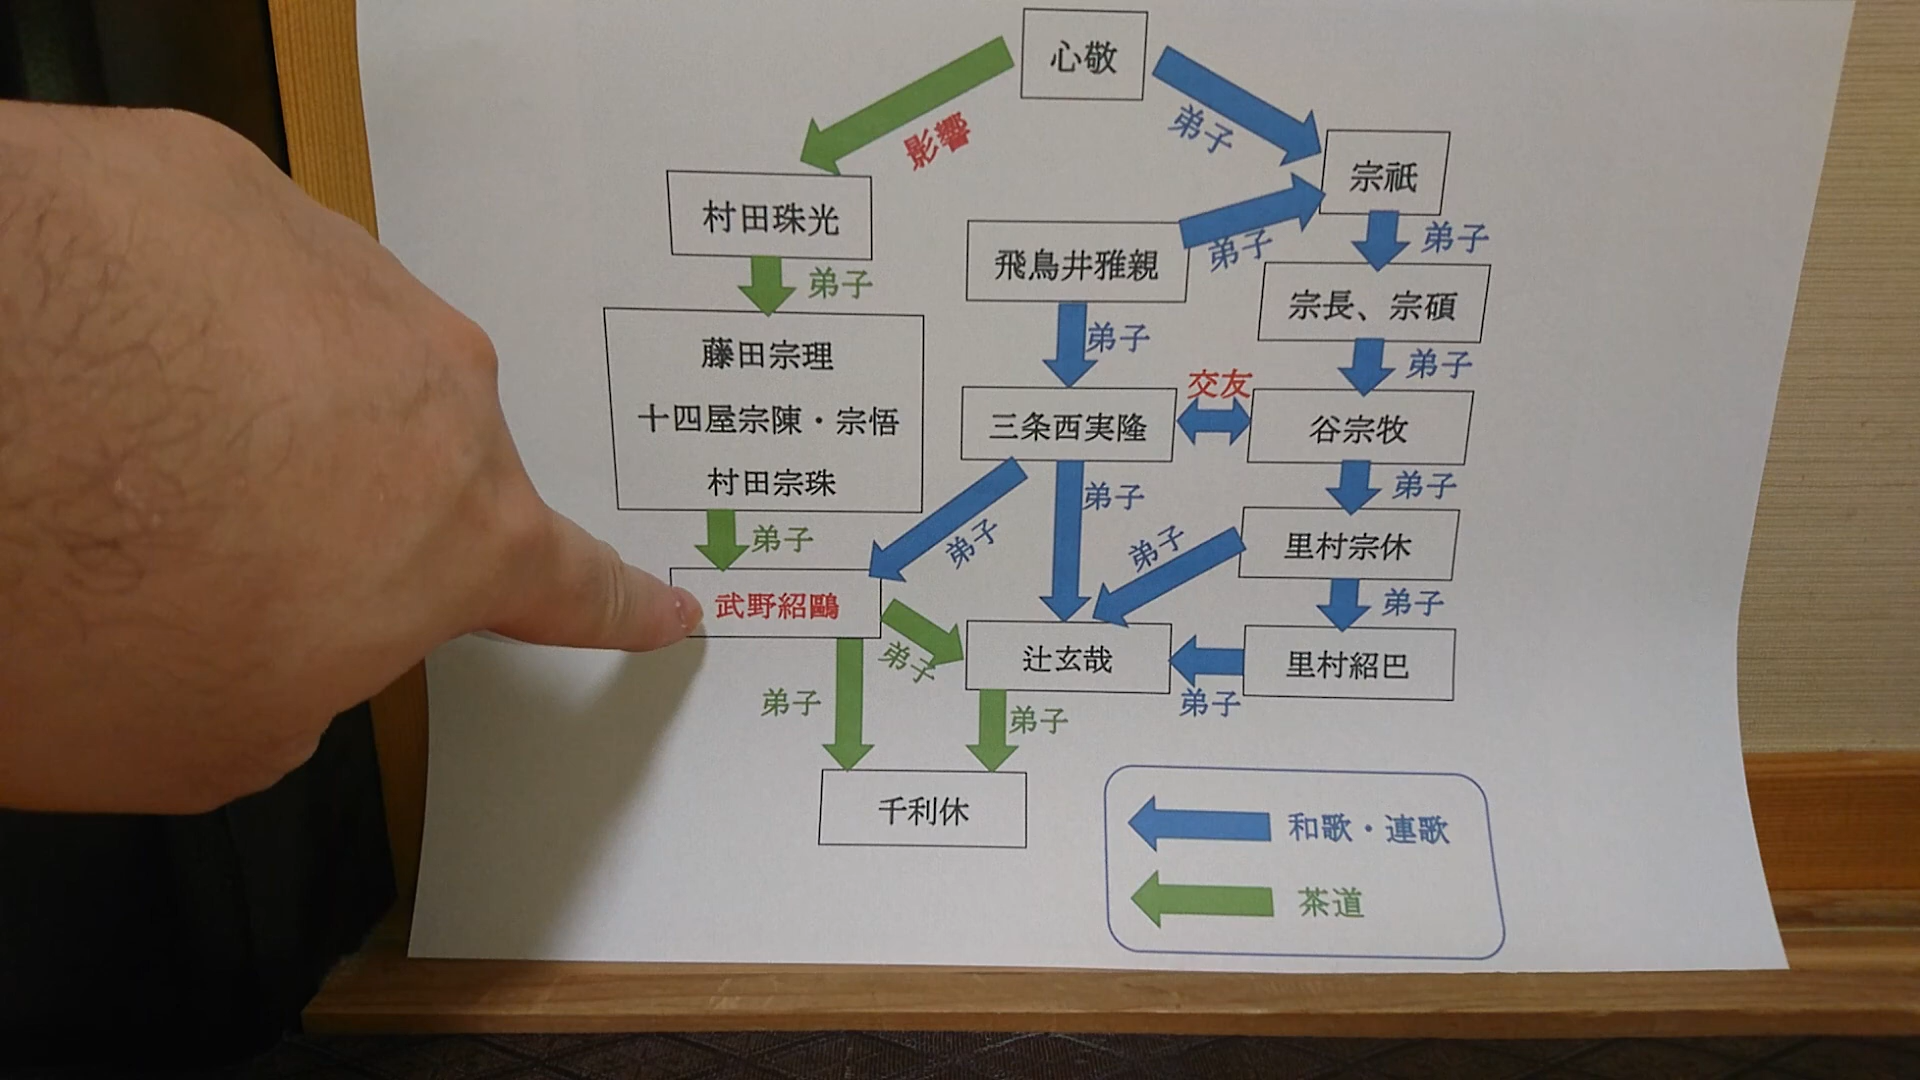 心敬
影響
弟子
宗祇
村田珠光
弟子
飛鳥井雅親
弟子
弟子
弟子
宗長、宗碩
弟子
藤田宗理
十四屋宗陳・宗悟
村田宗珠
三条西実隆
交友
谷宗牧
弟子
弟子
弟子
弟子
弟子
里村宗休
弟子
武野紹鷗
弟子
辻玄哉
弟子
里村紹巴
弟子
弟子
千利休
和歌・連歌
茶道